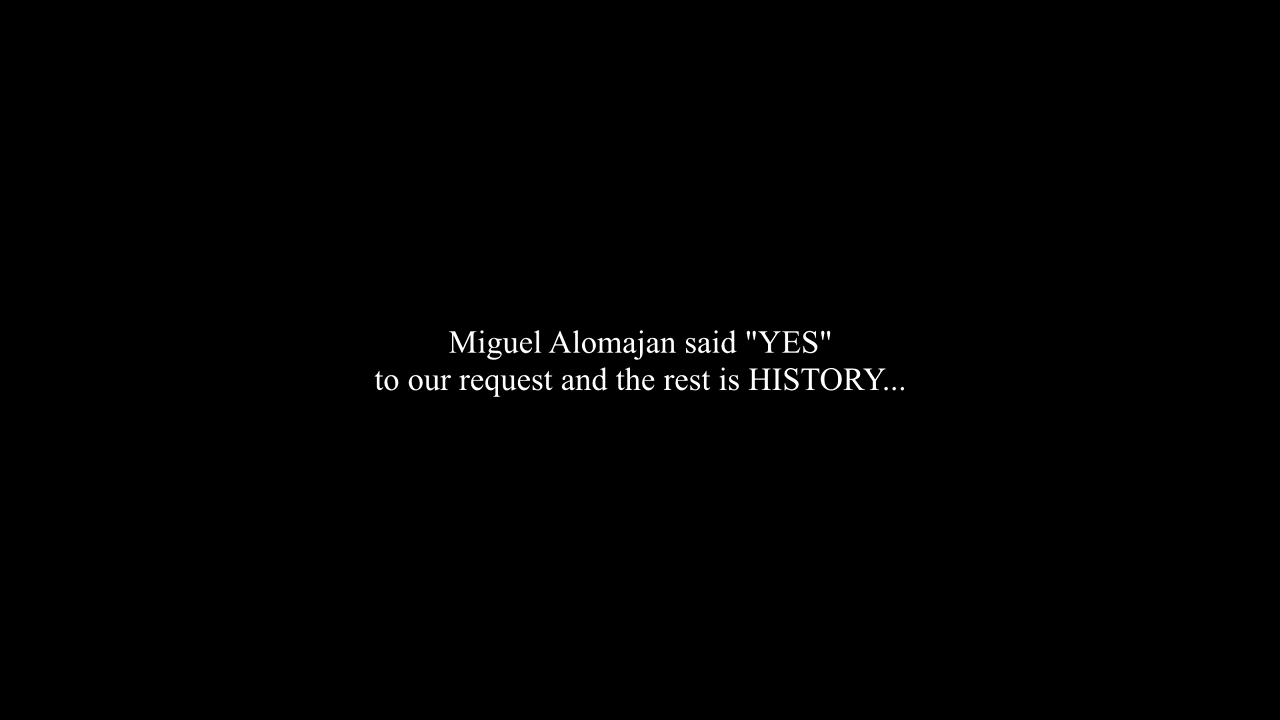 Miguel Alomajan said "YES"
to our request and the rest is HISTORY...